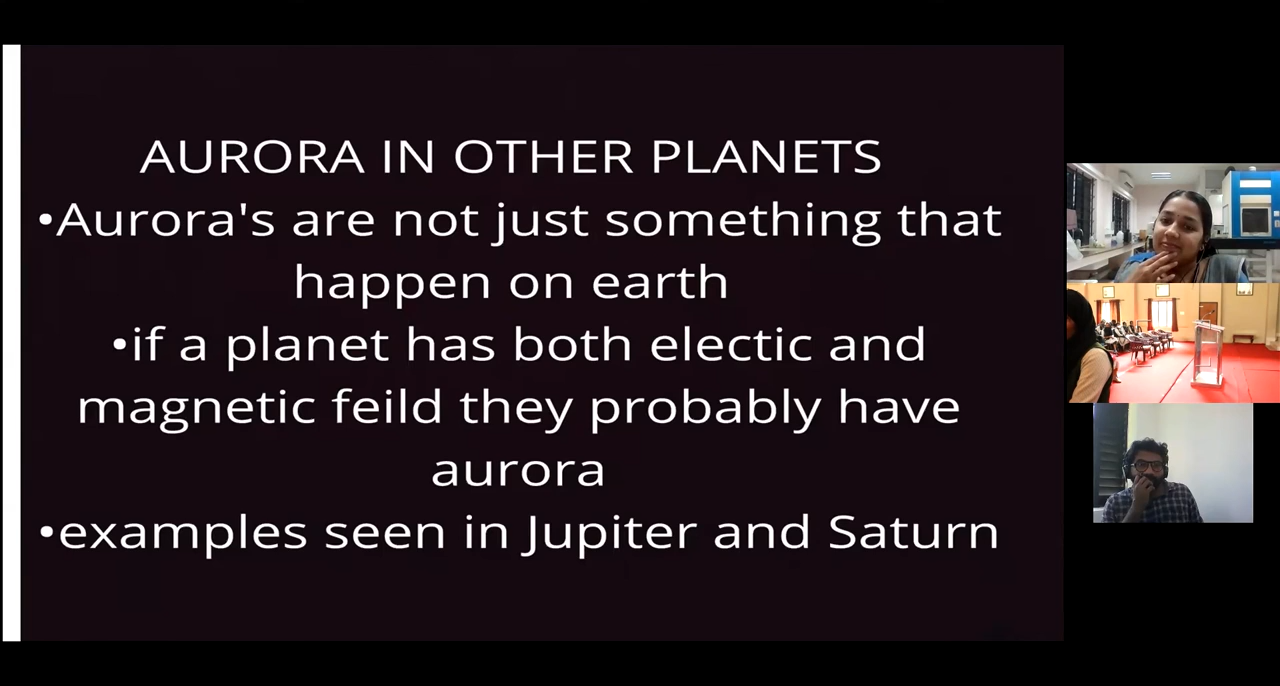 AURORA IN OTHER PLANETS
•Aurora's are not just something that
happen on earth
•if a planet has both electic and
magnetic feild they probably have
aurora
•examples seen in Jupiter and Saturn